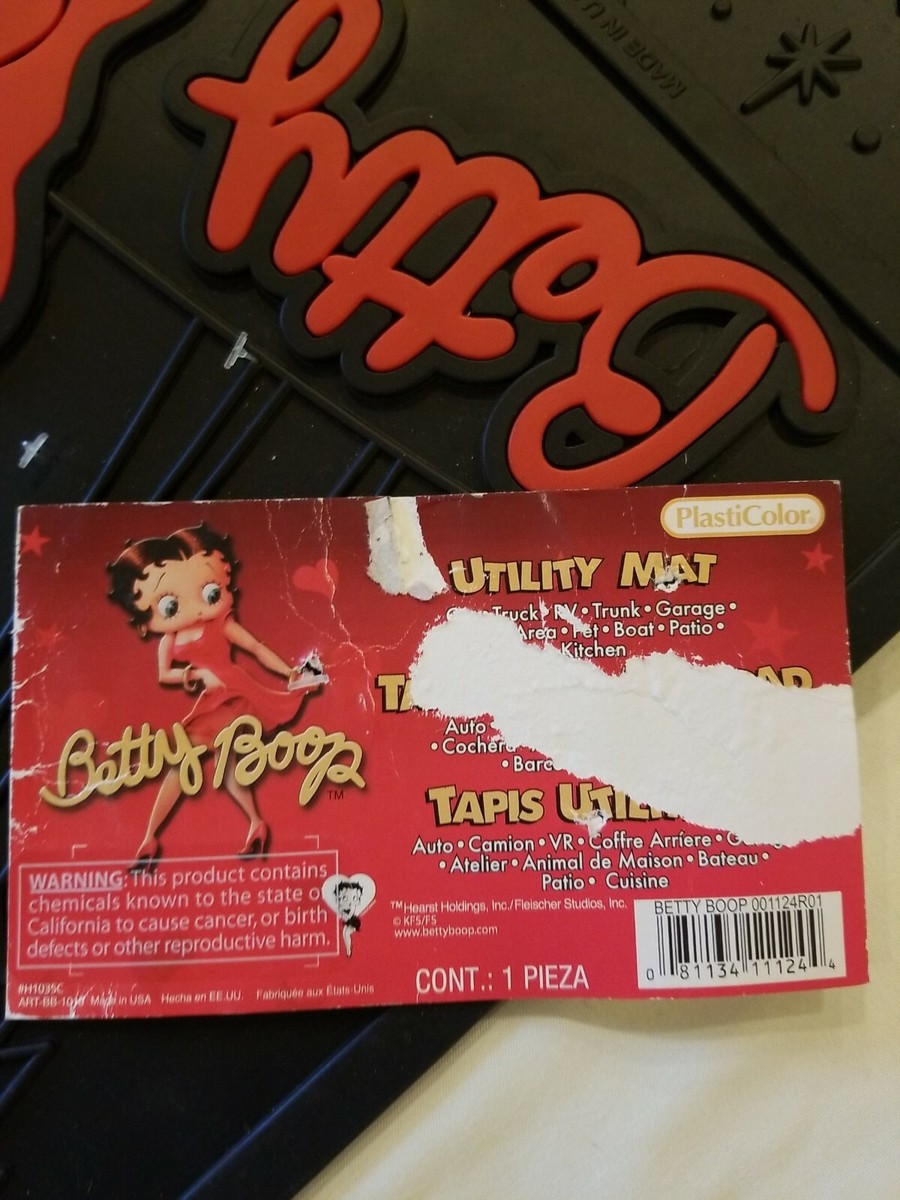 MADE IN U
Betty
PlastiColor®
UTILITY MAT
Truck • RV • Trunk • Garage •
Area • Pet • Boat • Patio •
Kitchen
Auto
• Cochera
• Barc
TAPIS UTIL
Auto • Camion • VR • Coffre Arríere •
• Atelier • Animal de Maison • Bateau •
Patio • Cuisine
Betty Boop™
WARNING: This product contains
chemicals known to the state of
California to cause cancer, or birth
defects or other reproductive harm.
™Hearst Holdings, Inc./Fleischer Studios, Inc.
© KFS/FS
www.bettyboop.com
BETTY BOOP 001124R01
0 81134 11124 4
CONT.: 1 PIEZA
#H1035C
Made in USA Hecha en EE.UU. Fabriquée aux États-Unis